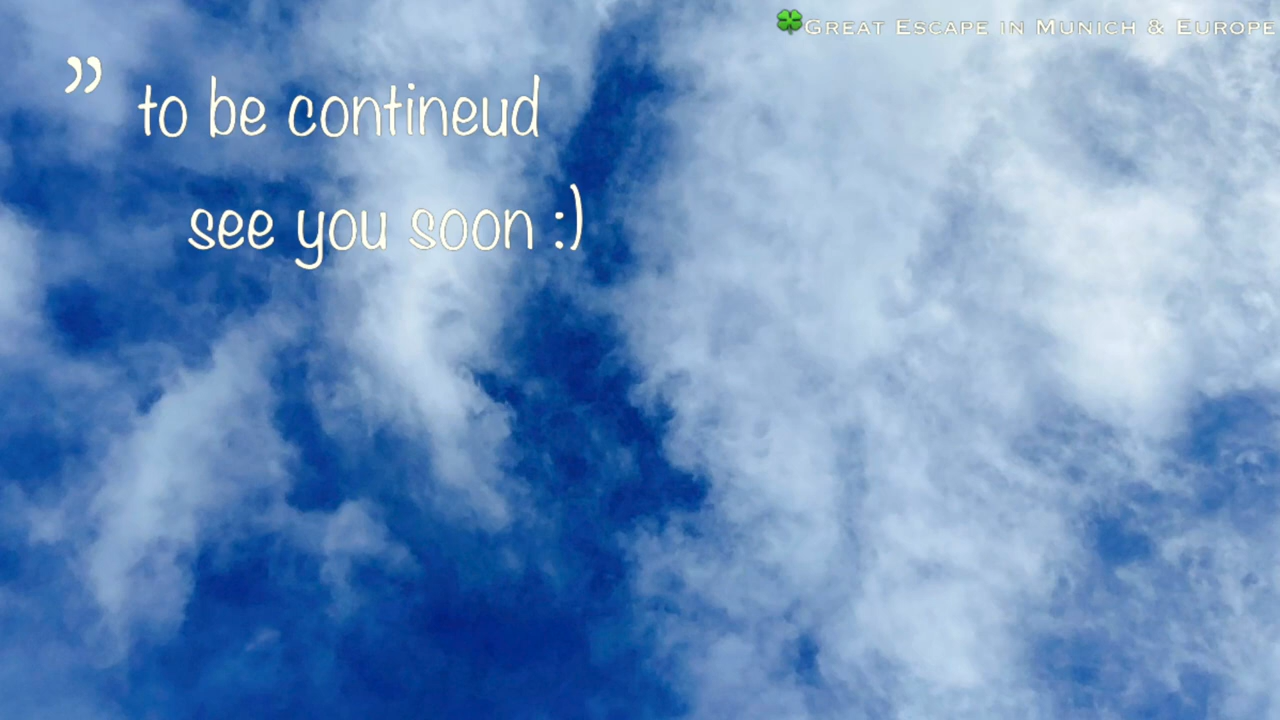 🍀GREAT ESCAPE IN MUNICH & EUROPE
” to be contineud
see you soon :)